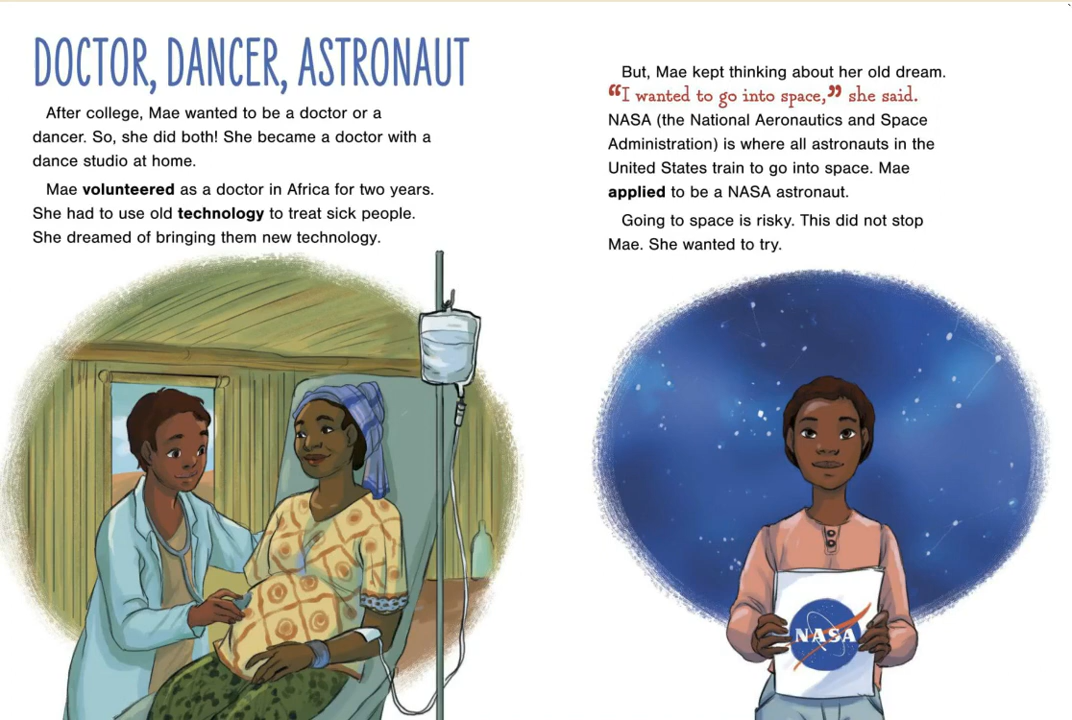 DOCTOR, DANCER, ASTRONAUT
After college, Mae wanted to be a doctor or a
dancer. So, she did both! She became a doctor with a
dance studio at home.
Mae volunteered as a doctor in Africa for two years.
She had to use old technology to treat sick people.
She dreamed of bringing them new technology.
But, Mae kept thinking about her old dream.
“I wanted to go into space,” she said.
NASA (the National Aeronautics and Space
Administration) is where all astronauts in the
United States train to go into space. Mae
applied to be a NASA astronaut.
Going to space is risky. This did not stop
Mae. She wanted to try.
NASA